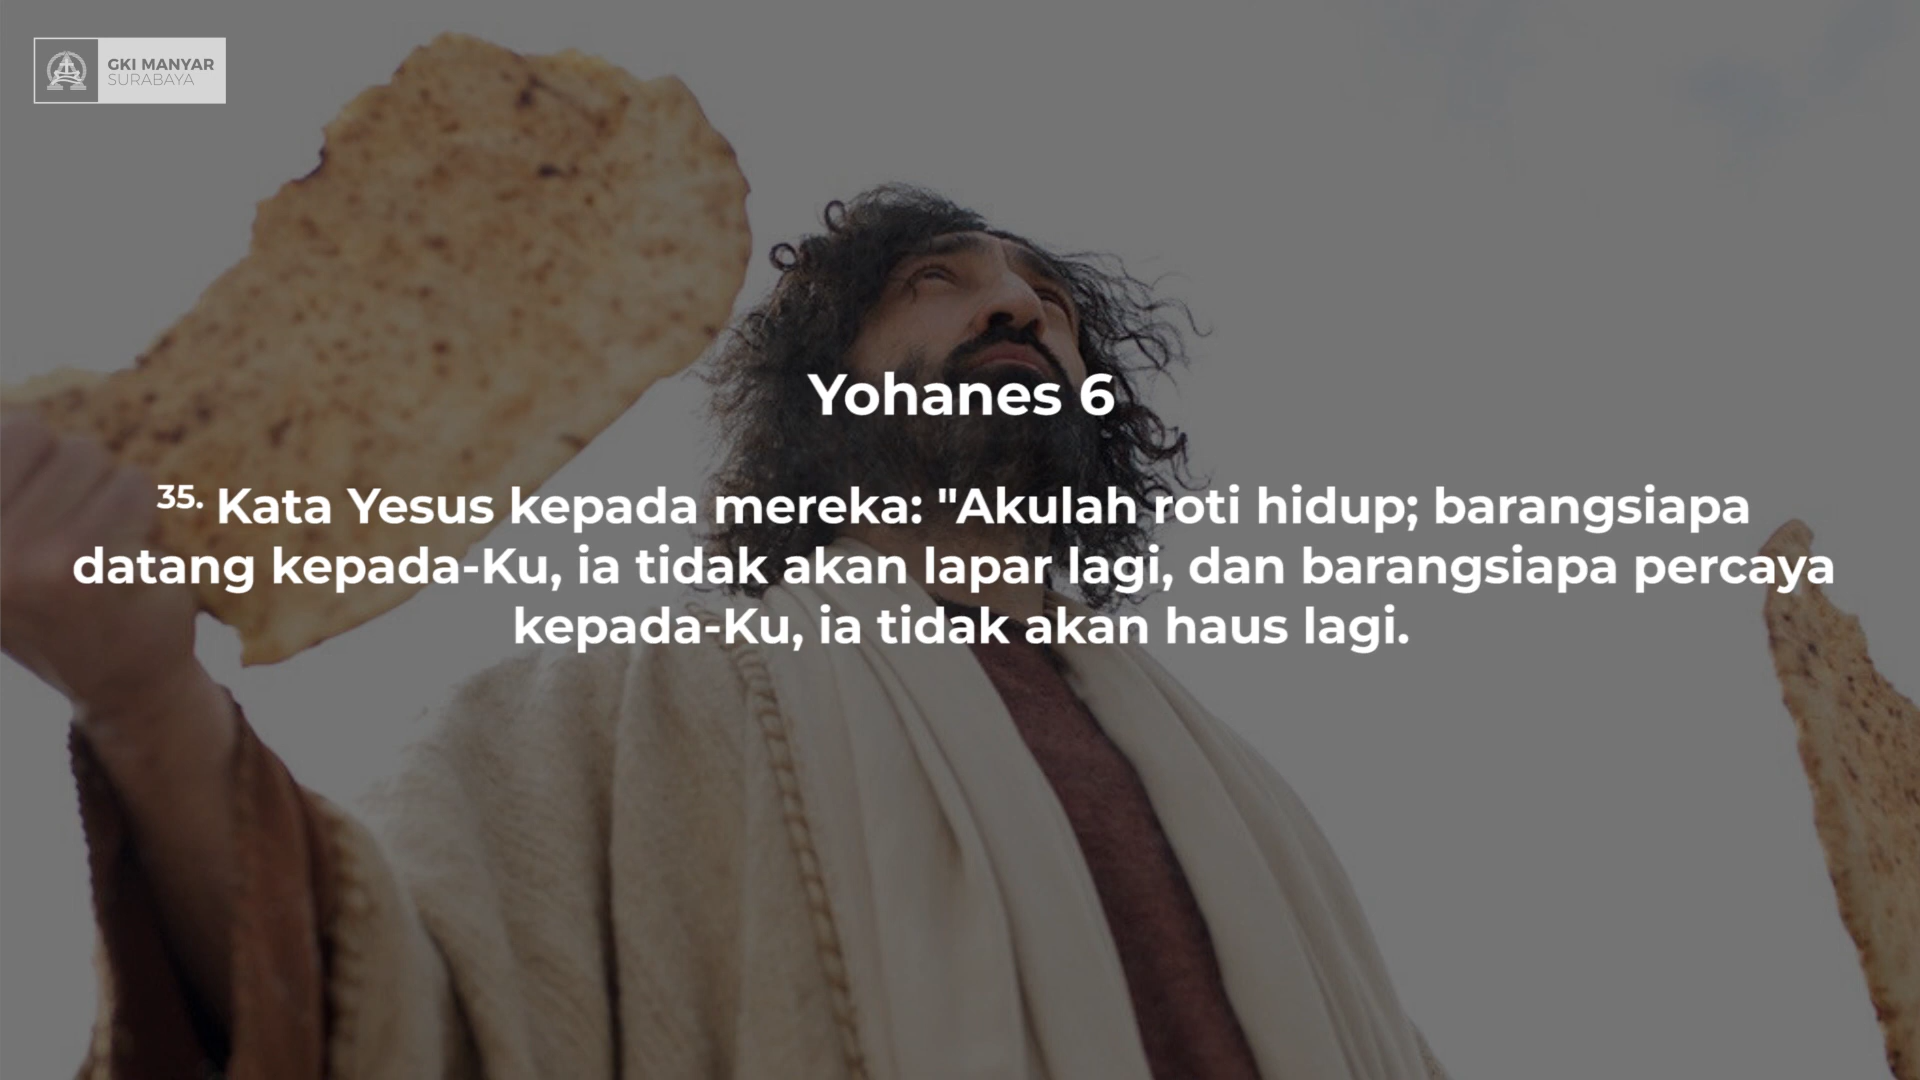 GKI MANYAR
SURABAYA
Yohanes 6
35. Kata Yesus kepada mereka: "Akulah roti hidup; barangsiapa
datang kepada-Ku, ia tidak akan lapar lagi, dan barangsiapa percaya
kepada-Ku, ia tidak akan haus lagi.